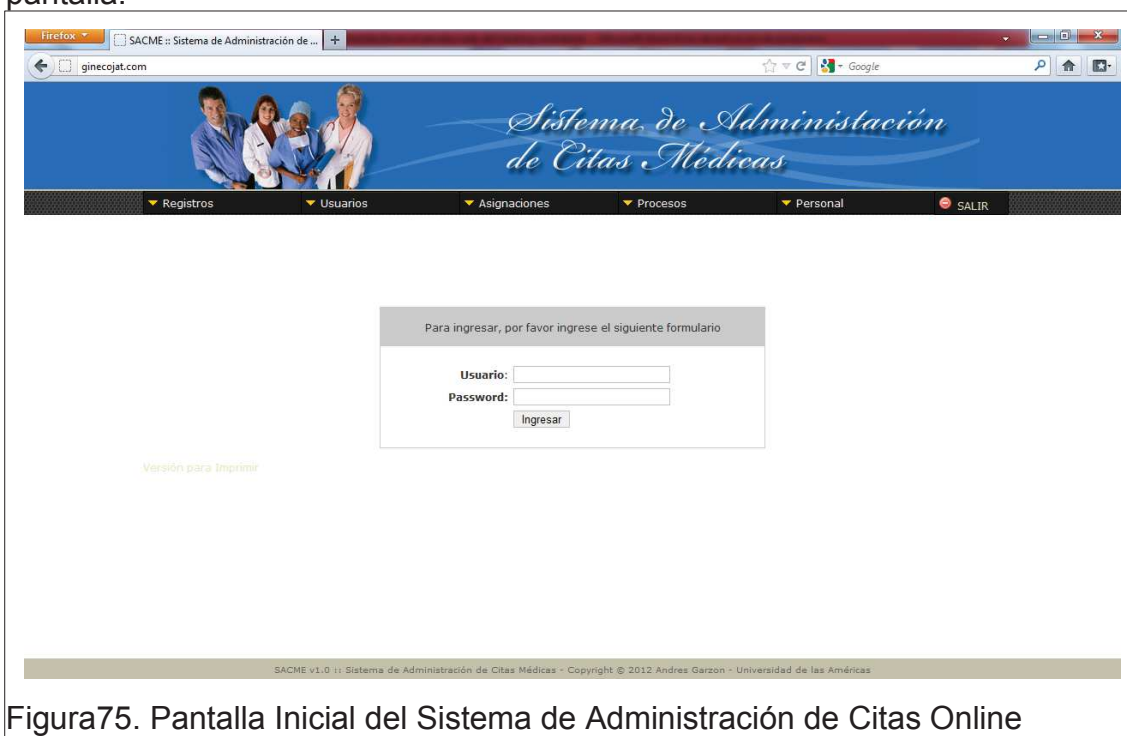 pantalla.
Firefox
SACME :: Sistema de Administración de ... +
ginecojat.com
Google
Sistema de Administación
de Citas Médicas
Registros Usuarios Asignaciones Procesos Personal SALIR
Para ingresar, por favor ingrese el siguiente formulario
Usuario:
Password:
Ingresar
Versión para Imprimir
SACME v1.0 :: Sistema de Administración de Citas Médicas - Copyright © 2012 Andres Garzon - Universidad de las Américas
Figura75. Pantalla Inicial del Sistema de Administración de Citas Online